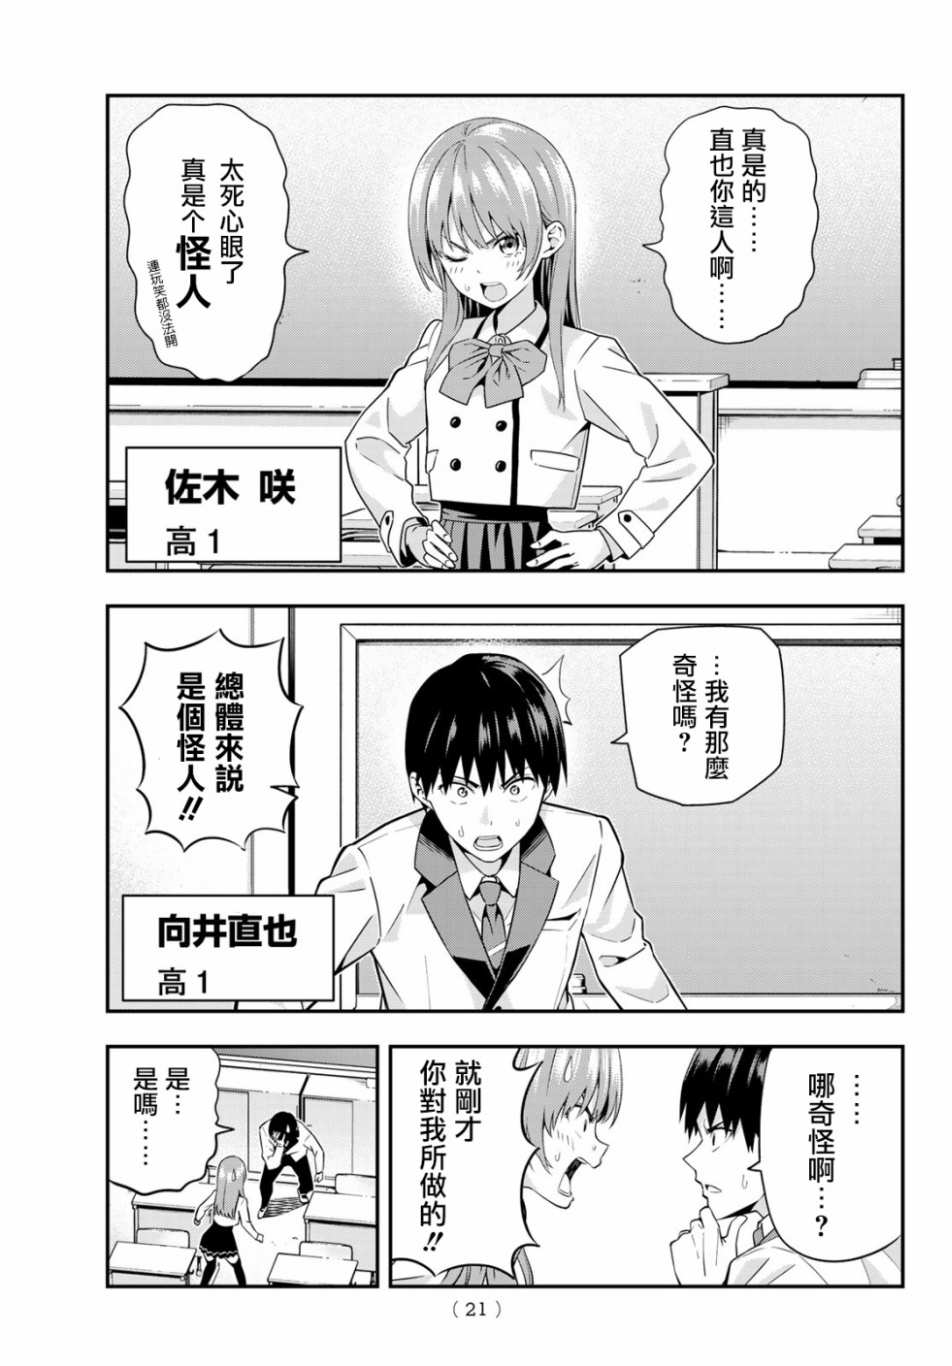 真是的……
直也你這人啊……
太死心眼了
真是个怪人
連玩笑都沒法開
佐木 咲
高1
…我有那麼
奇怪嗎?
總體來說
是個怪人!!
向井直也
高1
………
哪奇怪啊…?
就剛才
你對我所做的!!
是…
是嗎……
( 21 )